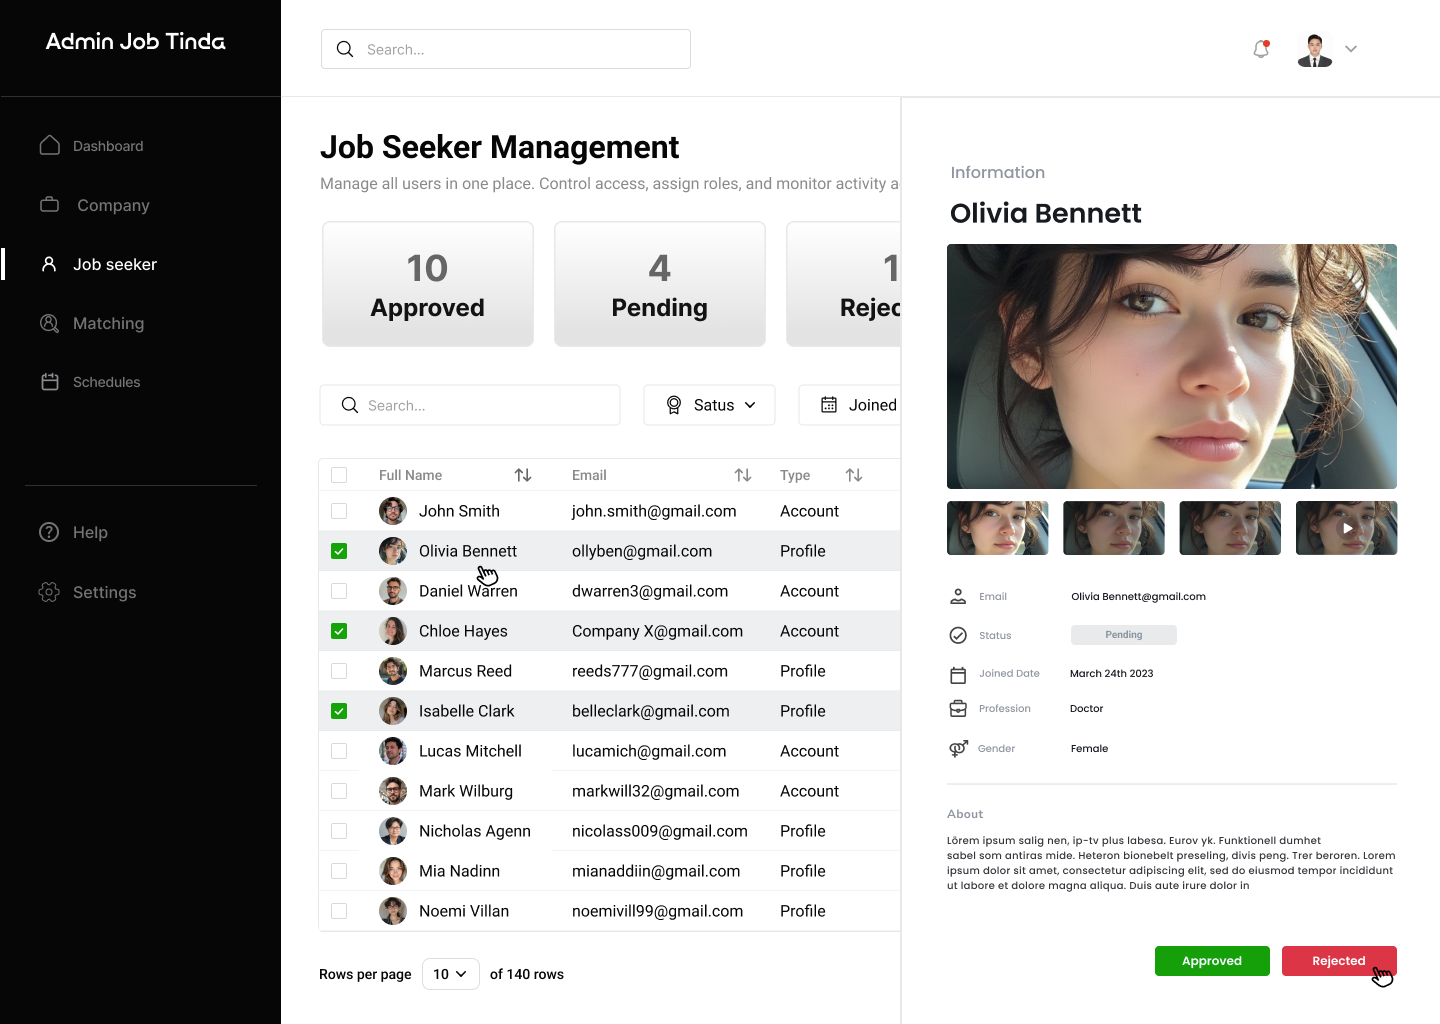 Admin Job Tinda
Search...
Dashboard
Company
Job seeker
Matching
Schedules
Help
Settings
Job Seeker Management
Manage all users in one place. Control access, assign roles, and monitor activity a
10
Approved
4
Pending
1
Rejec
Search...
Satus
Joined
Full Name Email Type
John Smith john.smith@gmail.com Account
Olivia Bennett ollyben@gmail.com Profile
Daniel Warren dwarren3@gmail.com Account
Chloe Hayes Company X@gmail.com Account
Marcus Reed reeds777@gmail.com Profile
Isabelle Clark belleclark@gmail.com Profile
Lucas Mitchell lucamich@gmail.com Account
Mark Wilburg markwill32@gmail.com Account
Nicholas Agenn nicolass009@gmail.com Profile
Mia Nadinn mianaddiin@gmail.com Profile
Noemi Villan noemivill99@gmail.com Profile
Rows per page 10 of 140 rows
Information
Olivia Bennett
Email Olivia Bennett@gmail.com
Status Pending
Joined Date March 24th 2023
Profession Doctor
Gender Female
About
Lörem ipsum salig nen, ip-tv plus labesa. Eurov yk. Funktionell dumhet
sabel som antiras mide. Heteron bionebelt preseling, divis peng. Trer beroren. Lorem
ipsum dolor sit amet, consectetur adipiscing elit, sed do eiusmod tempor incididunt
ut labore et dolore magna aliqua. Duis aute irure dolor in
Approved Rejected